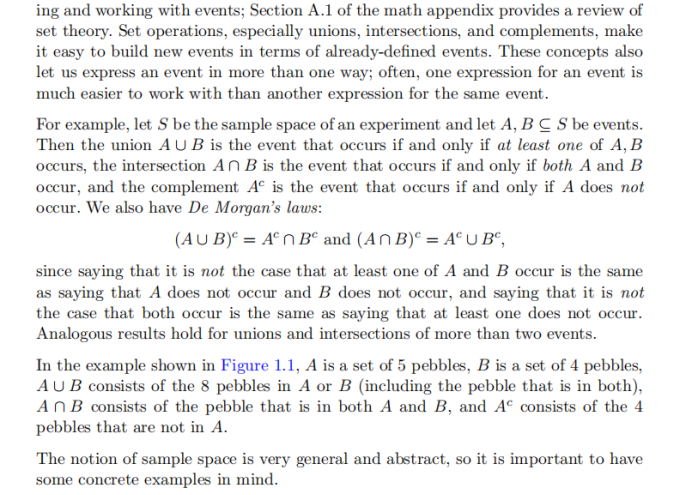 ing and working with events; Section A.1 of the math appendix provides a review of
set theory. Set operations, especially unions, intersections, and complements, make
it easy to build new events in terms of already-defined events. These concepts also
let us express an event in more than one way; often, one expression for an event is
much easier to work with than another expression for the same event.
For example, let S be the sample space of an experiment and let A, B ⊆ S be events.
Then the union A ∪ B is the event that occurs if and only if at least one of A, B
occurs, the intersection A ∩ B is the event that occurs if and only if both A and B
occur, and the complement Aᶜ is the event that occurs if and only if A does not
occur. We also have De Morgan's laws:
(A ∪ B)ᶜ = Aᶜ ∩ Bᶜ and (A ∩ B)ᶜ = Aᶜ ∪ Bᶜ,
since saying that it is not the case that at least one of A and B occur is the same
as saying that A does not occur and B does not occur, and saying that it is not
the case that both occur is the same as saying that at least one does not occur.
Analogous results hold for unions and intersections of more than two events.
In the example shown in Figure 1.1, A is a set of 5 pebbles, B is a set of 4 pebbles,
A ∪ B consists of the 8 pebbles in A or B (including the pebble that is in both),
A ∩ B consists of the pebble that is in both A and B, and Aᶜ consists of the 4
pebbles that are not in A.
The notion of sample space is very general and abstract, so it is important to have
some concrete examples in mind.